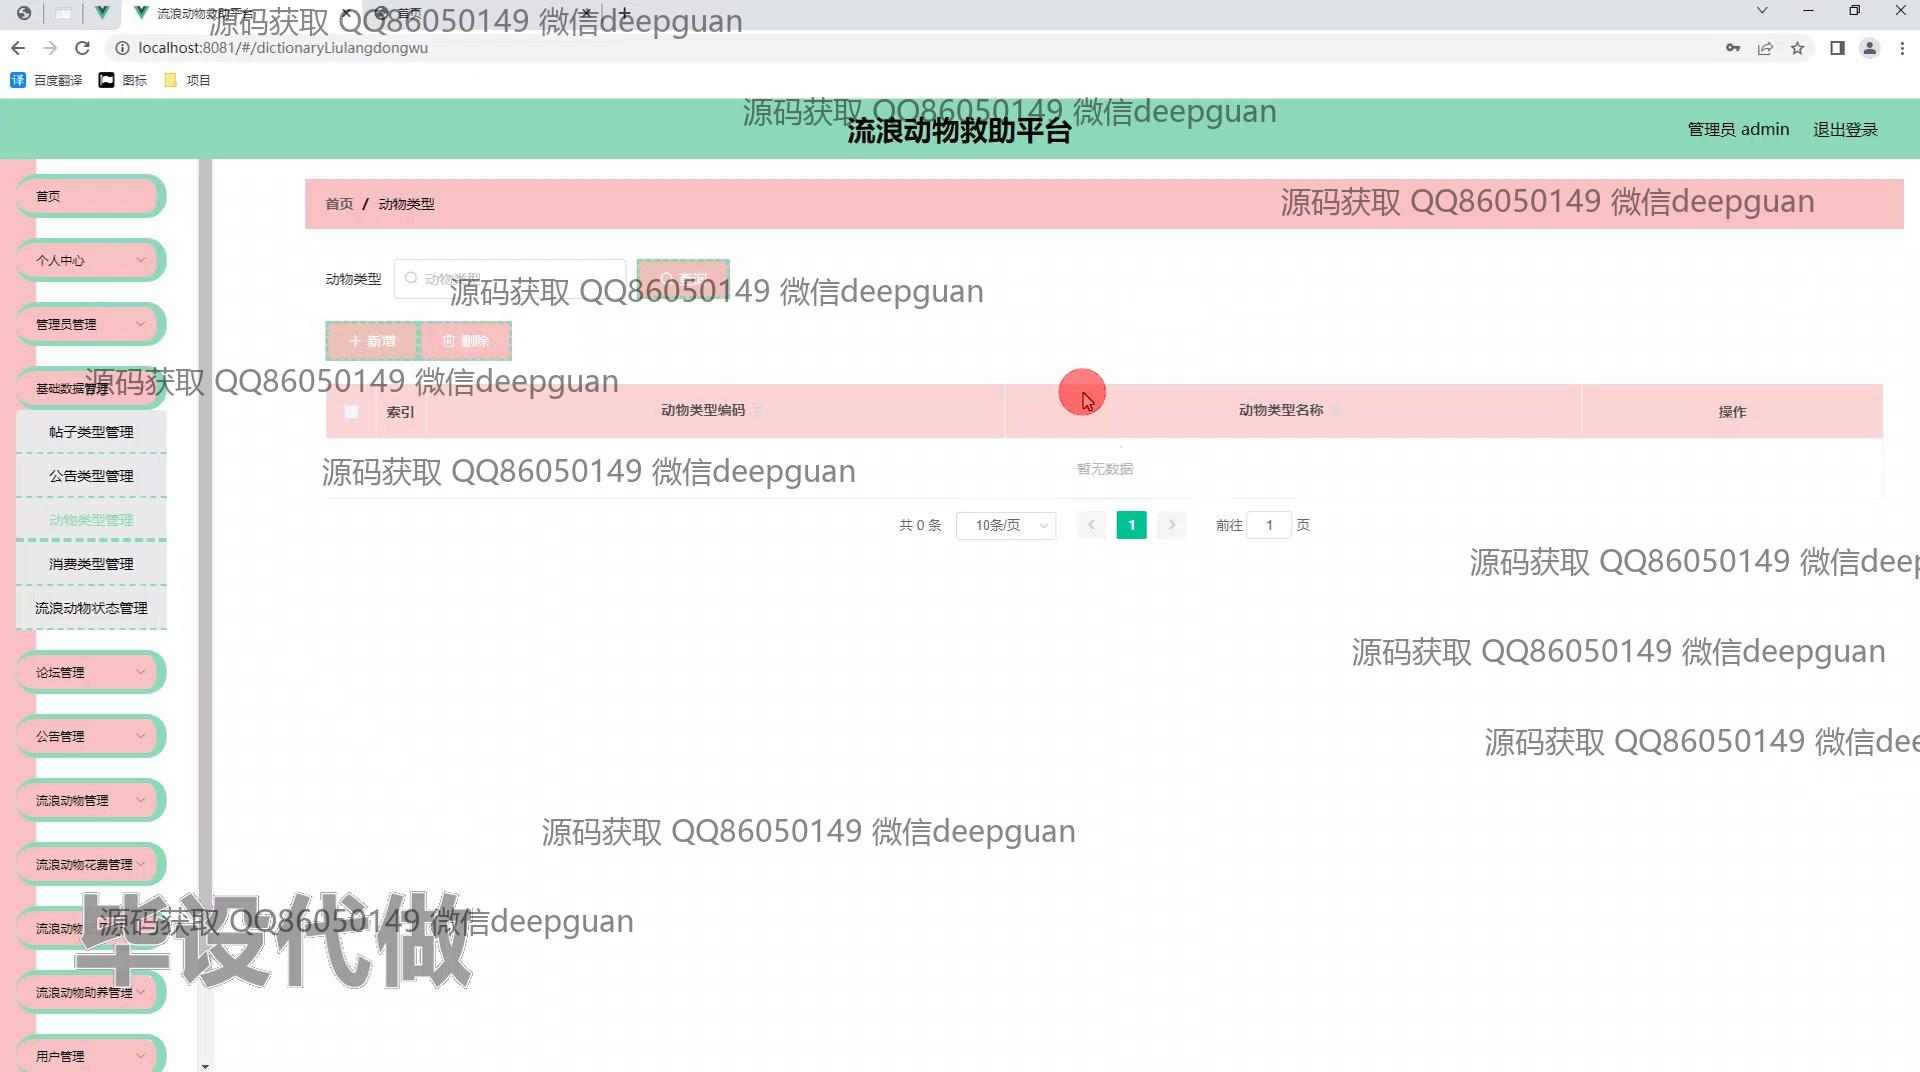 流浪动物救助平台
首页
源码获取 QQ86050149 微信deepguan
localhost:8081/#/dictionaryLiulangdongwu
百度翻译 图标 项目
源码获取 QQ86050149 微信deepguan
流浪动物救助平台
管理员 admin 退出登录
首页
首页 / 动物类型
源码获取 QQ86050149 微信deepguan
个人中心
动物类型 动物类型 查询
源码获取 QQ86050149 微信deepguan
管理员管理
新增 删除
基础数据管理
源码获取 QQ86050149 微信deepguan
索引 动物类型编码 动物类型名称 操作
帖子类型管理
源码获取 QQ86050149 微信deepguan
暂无数据
公告类型管理
动物类型管理
共 0 条 10条/页 1 前往 1 页
消费类型管理
源码获取 QQ86050149 微信deep
流浪动物状态管理
源码获取 QQ86050149 微信deepguan
论坛管理
公告管理
源码获取 QQ86050149 微信dee
流浪动物管理
源码获取 QQ86050149 微信deepguan
流浪动物花费管理
流浪动物
源码获取 QQ86050149 微信deepguan
毕设代做
流浪动物助养管理
用户管理